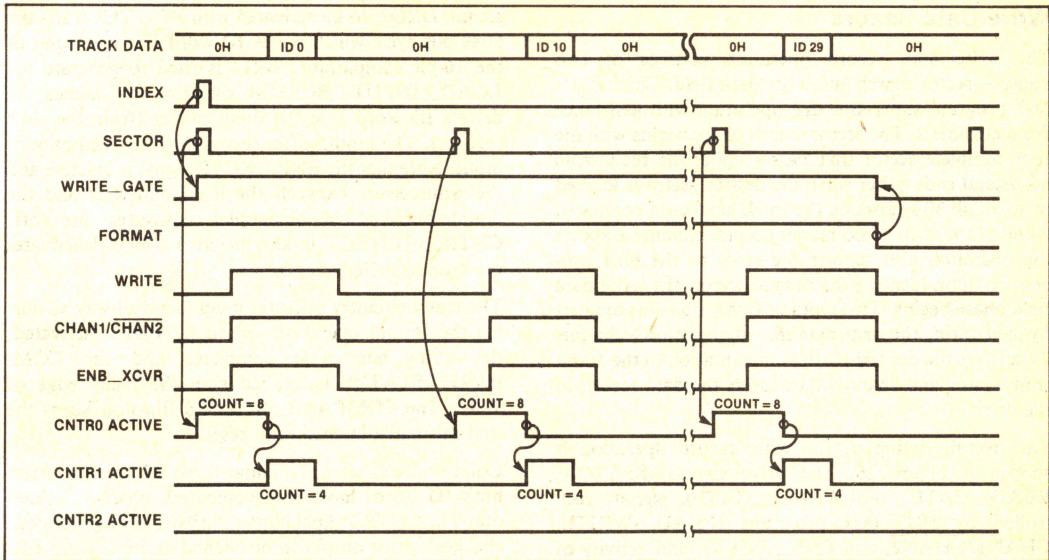 TRACK DATA 0H ID 0 0H ID 10 0H 0H ID 29 0H
INDEX
SECTOR
WRITE_GATE
FORMAT
WRITE
CHAN1/CHAN2
ENB_XCVR
COUNT = 8 COUNT = 8 COUNT = 8
CNTR0 ACTIVE
CNTR1 ACTIVE
COUNT = 4 COUNT = 4 COUNT = 4
CNTR2 ACTIVE